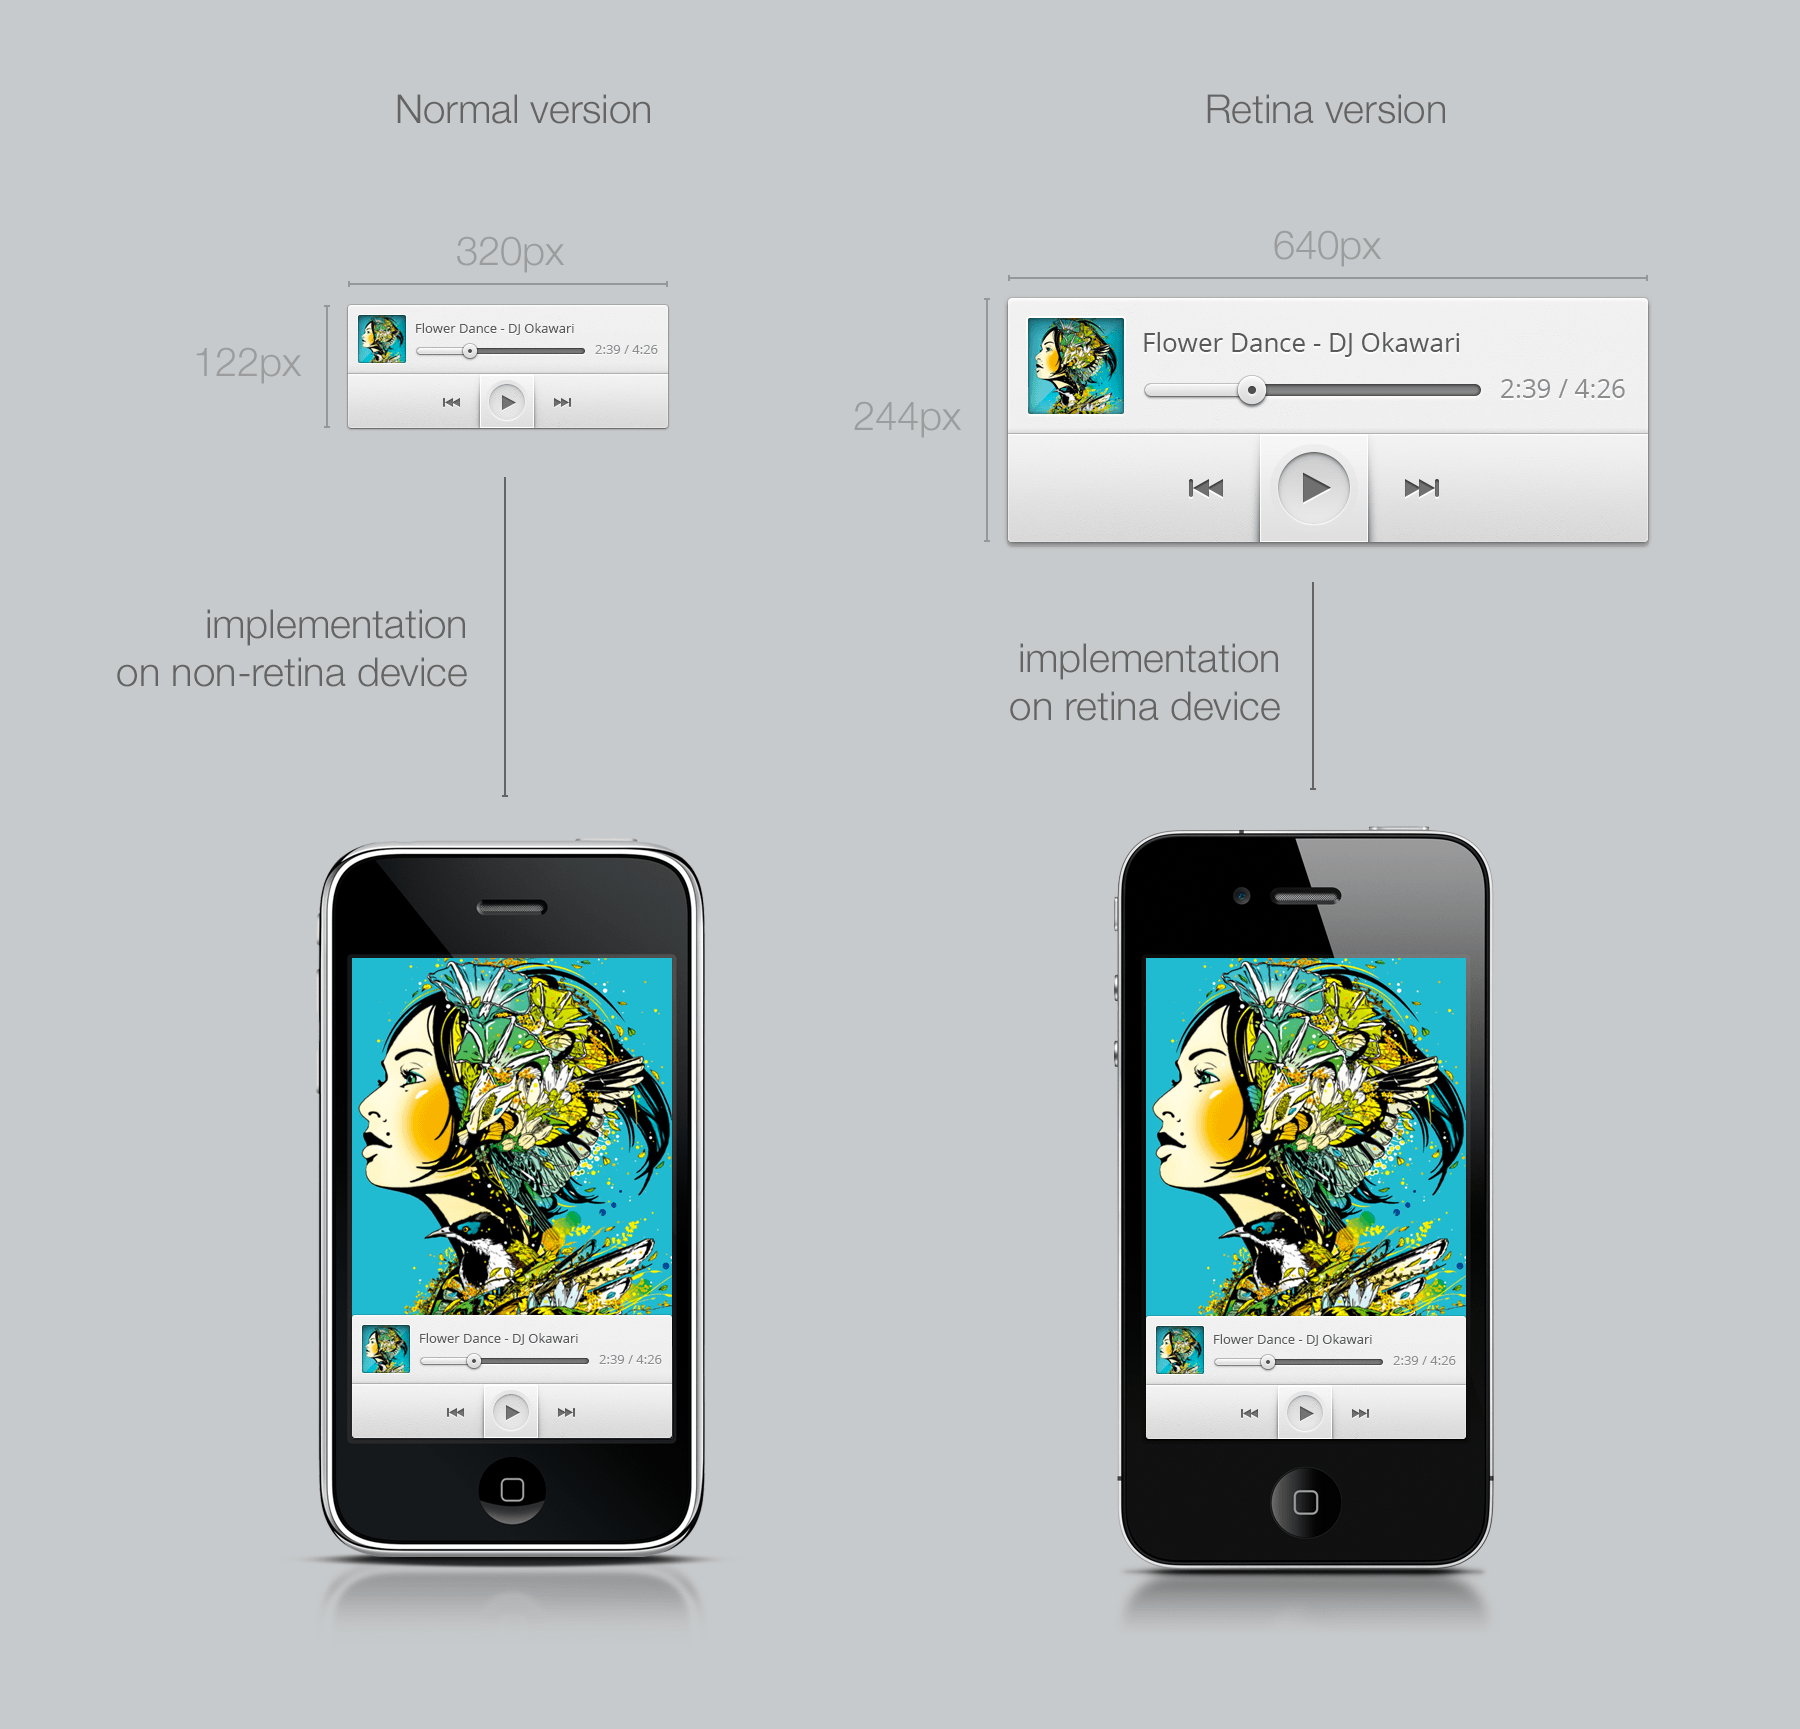 Normal version
Retina version
320px
640px
122px
Flower Dance - DJ Okawari
2:39 / 4:26
244px
Flower Dance - DJ Okawari
2:39 / 4:26
implementation
on non-retina device
implementation
on retina device
Flower Dance - DJ Okawari
2:39 / 4:26
Flower Dance - DJ Okawari
2:39 / 4:26